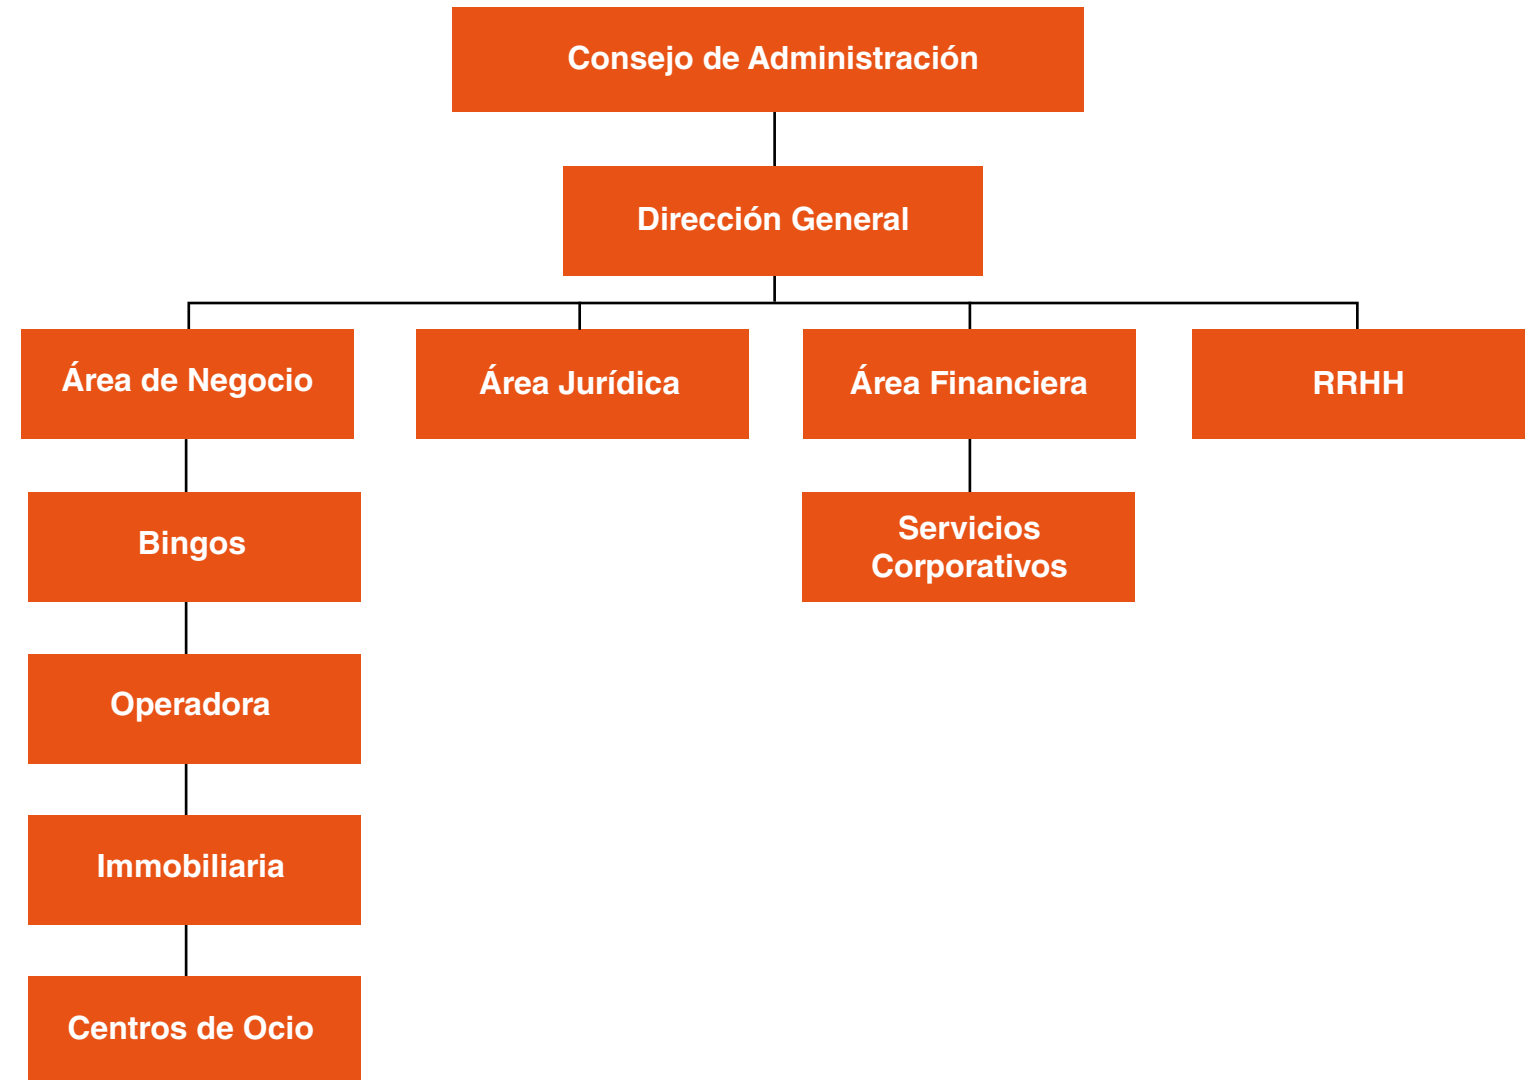 Consejo de Administración
Dirección General
Área de Negocio
Área Jurídica
Área Financiera
RRHH
Bingos
Servicios
Corporativos
Operadora
Immobiliaria
Centros de Ocio